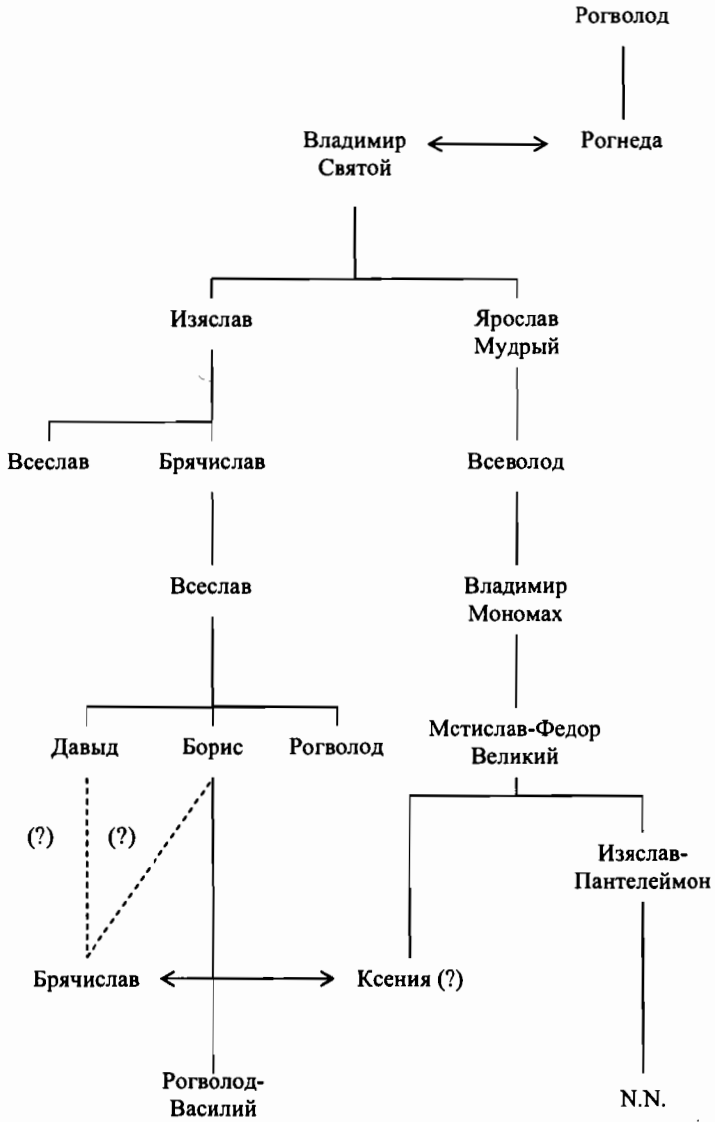 Рогволод
Владимир
Святой
Рогнеда
Изяслав
Ярослав
Мудрый
Всеслав
Брячислав
Всеволод
Всеслав
Владимир
Мономах
Давыд
Борис
Рогволод
Мстислав-Федор
Великий
(?)
(?)
Изяслав-
Пантелеймон
Брячислав
Ксения (?)
Рогволод-
Василий
N.N.